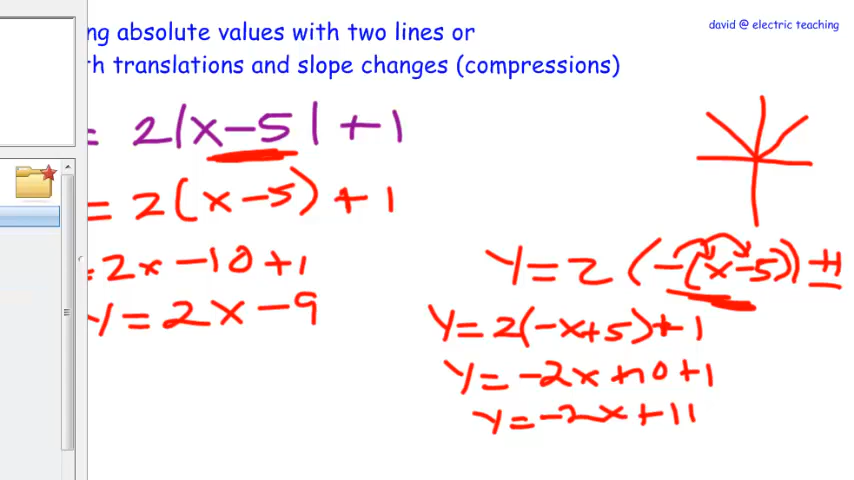 david @ electric teaching
ng absolute values with two lines or
th translations and slope changes (compressions)
= 2|x-5| + 1
= 2(x-5) + 1
=2x-10+1
y=2x-9
y=2(-(x-5))+1
y=2(-x+5)+1
y=-2x+10+1
y=-2x+11